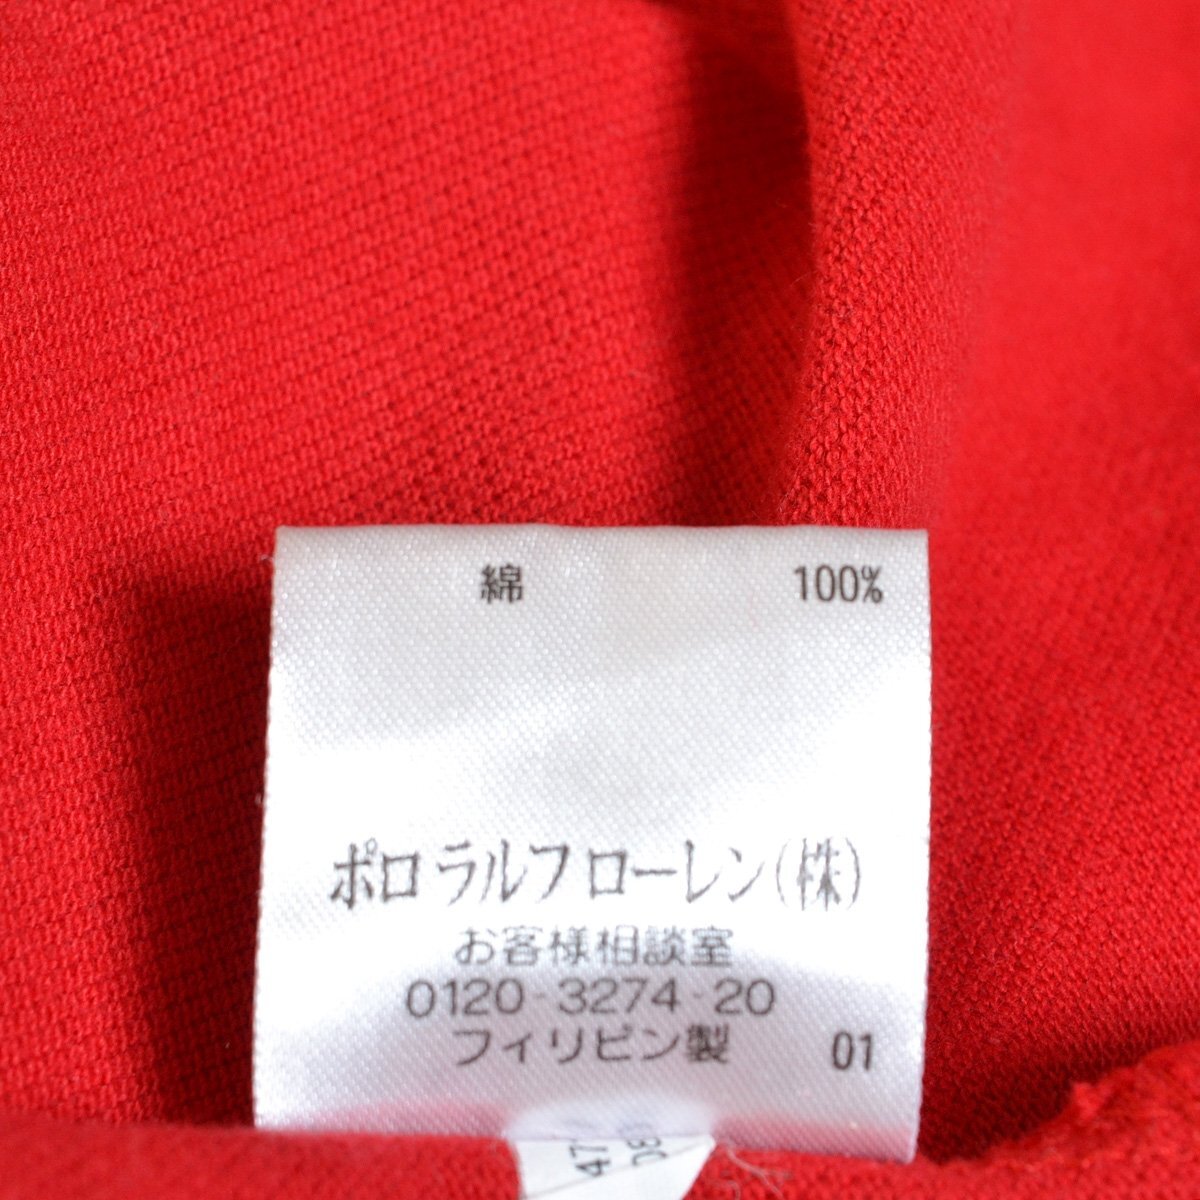 綿 100%
ポロ ラルフ ローレン(株)
お客様相談室
0120-3274-20
フィリピン製 01
47